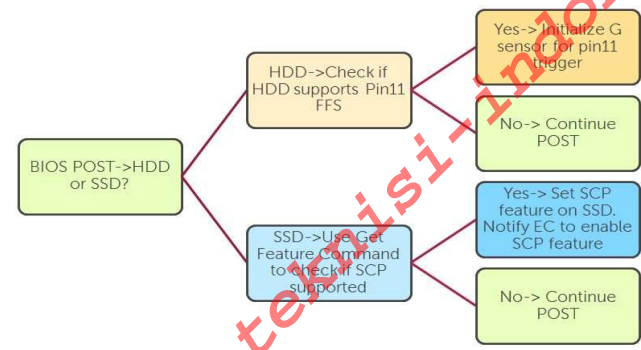 BIOS POST->HDD
or SSD?
HDD->Check if
HDD supports Pin11
FFS
Yes-> Initialize G
sensor for pin11
trigger
No-> Continue
POST
SSD->Use Get
Feature Command
to check if SCP
supported
Yes-> Set SCP
feature on SSD.
Notify EC to enable
SCP feature
No-> Continue
POST
teknisi-indo